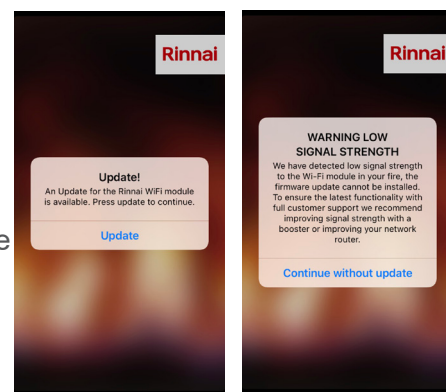 Rinnai
Update!
An Update for the Rinnai WiFi module
is available. Press update to continue.
Update
e
Rinnai
WARNING LOW
SIGNAL STRENGTH
We have detected low signal strength
to the Wi-Fi module in your fire, the
firmware update cannot be installed.
To ensure the latest functionality with
full customer support we recommend
improving signal strength with a
booster or improving your network
router.
Continue without update